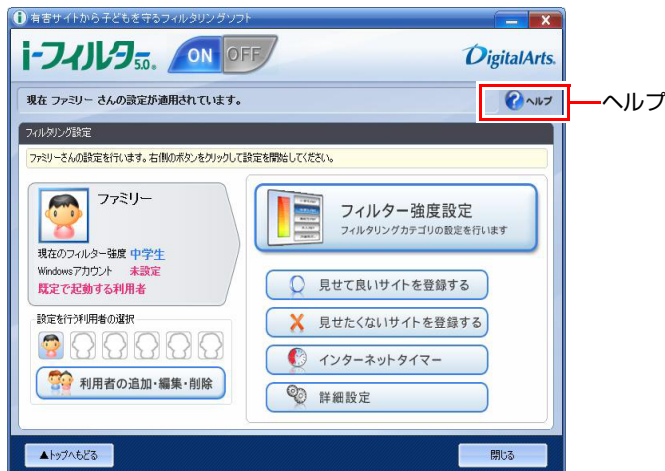 有害サイトから子どもを守るフィルタリングソフト
i-フィルター5.0. ON OFF DigitalArts.
現在 ファミリー さんの設定が適用されています。 ?ヘルプ ヘルプ
フィルタリング設定
ファミリーさんの設定を行います。右側のボタンをクリックして設定を開始してください。
ファミリー
現在のフィルター強度 中学生
Windowsアカウント 未設定
既定で起動する利用者
設定を行う利用者の選択
利用者の追加・編集・削除
フィルター強度設定
フィルタリングカテゴリの設定を行います
見せて良いサイトを登録する
見せたくないサイトを登録する
インターネットタイマー
詳細設定
▲トップへもどる 閉じる